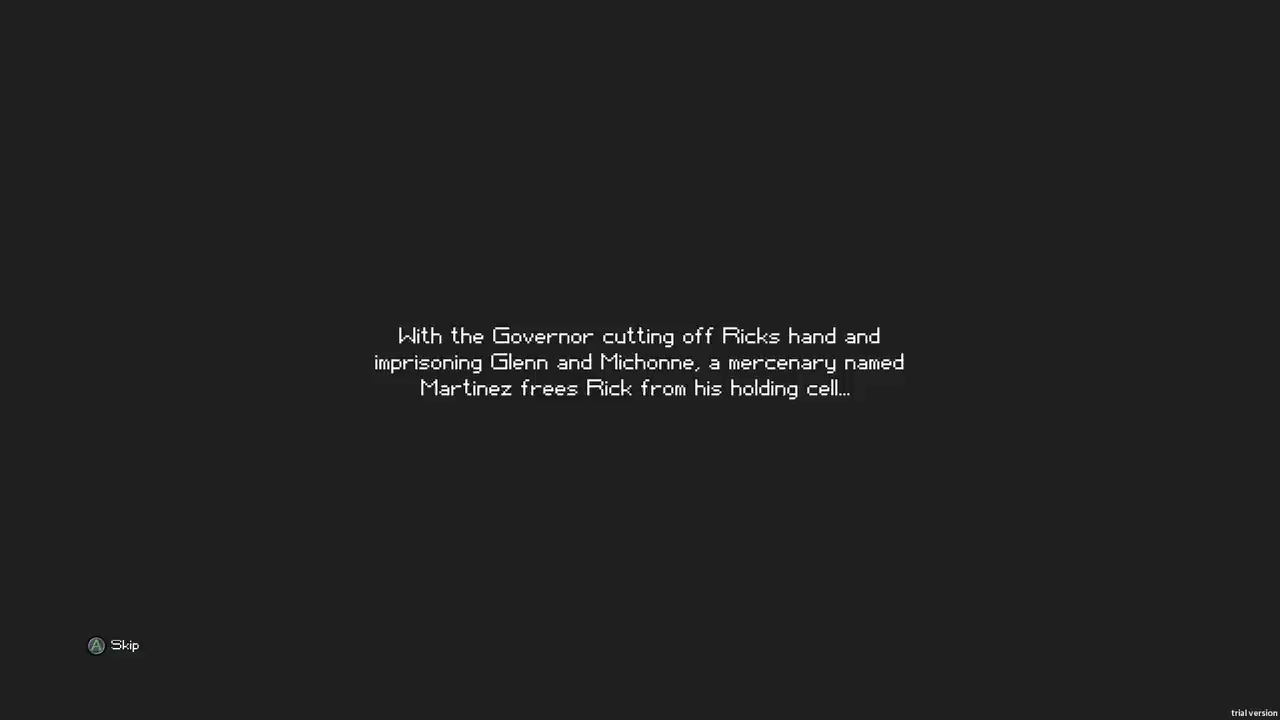 With the Governor cutting off Ricks hand and
imprisoning Glenn and Michonne, a mercenary named
Martinez frees Rick from his holding cell...
A Skip
trial version